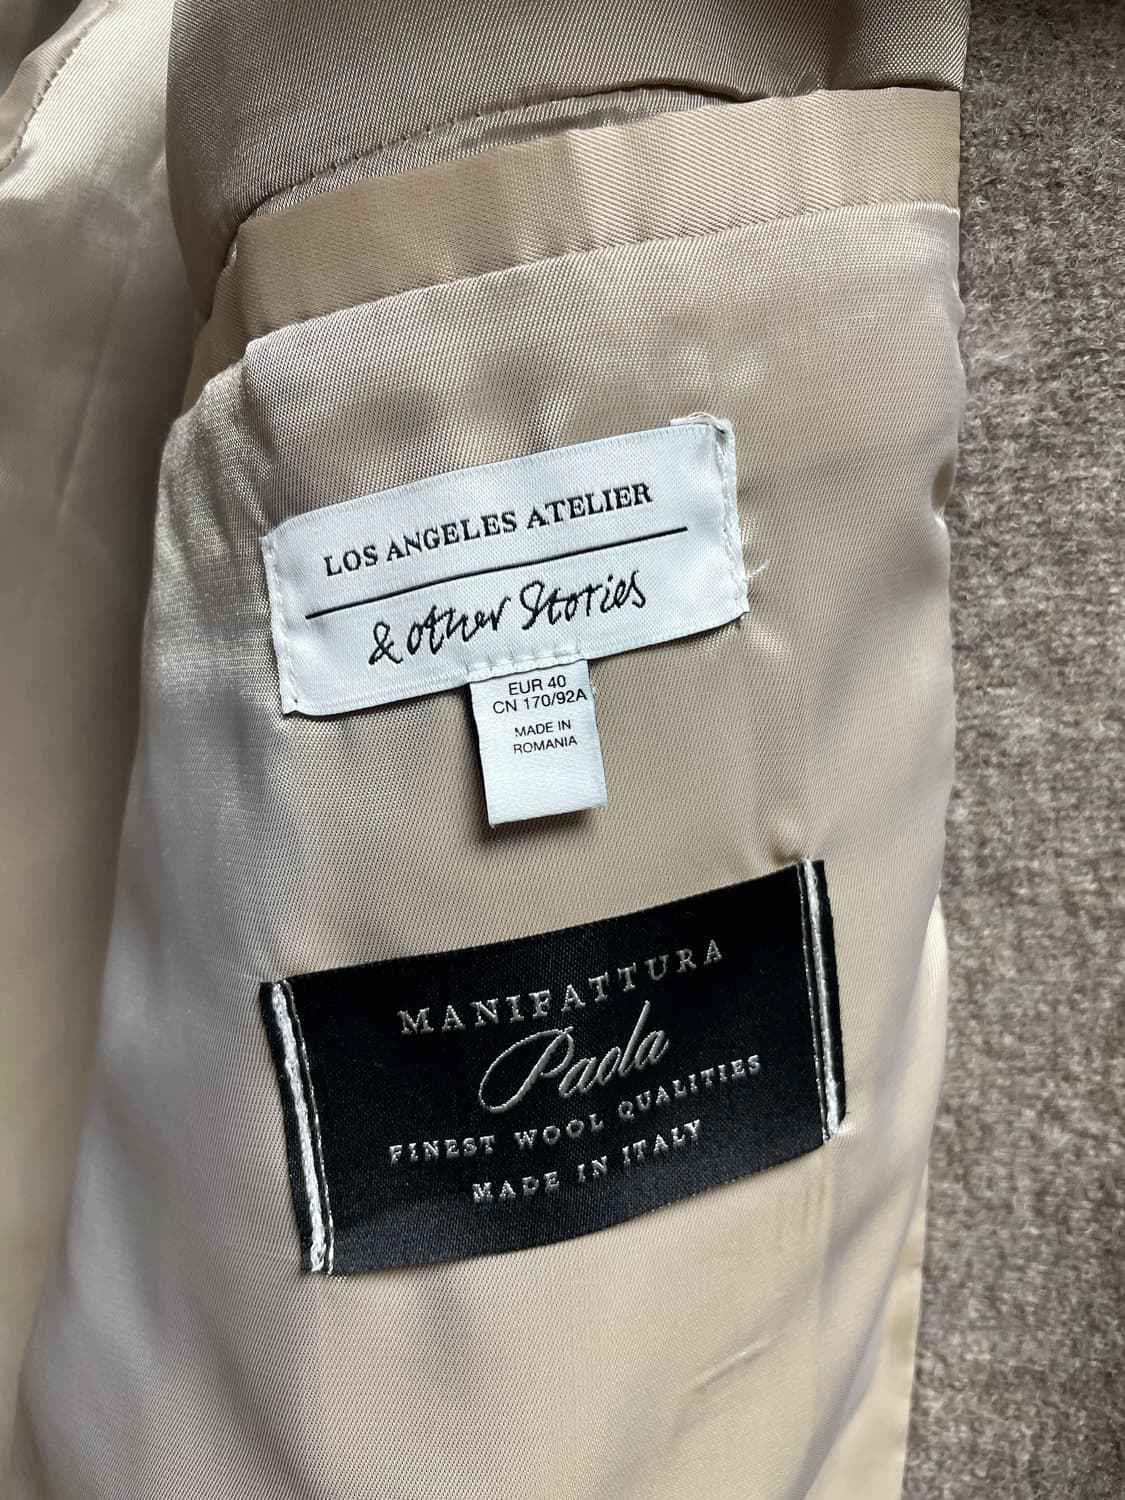 LOS ANGELES ATELIER
& other Stories
EUR 40
CN 170/92A
MADE IN
ROMANIA
MANIFATTURA
Paola
FINEST WOOL QUALITIES
MADE IN ITALY